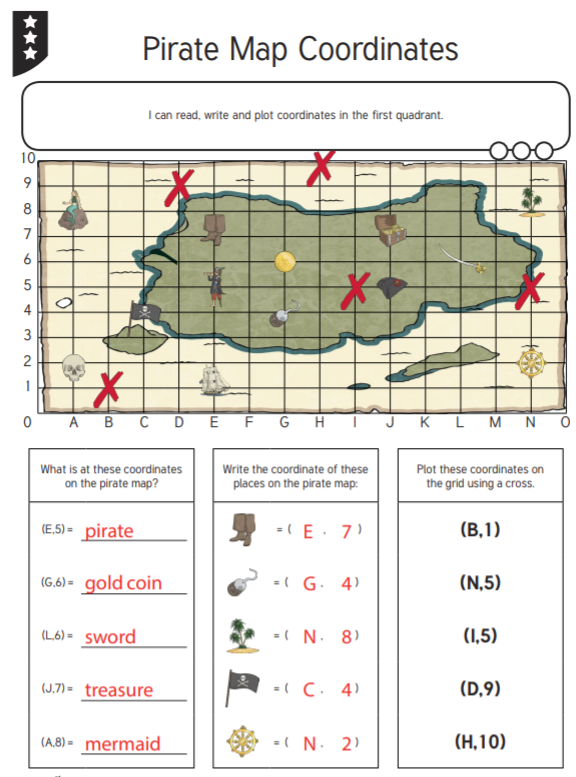 Pirate Map Coordinates
I can read, write and plot coordinates in the first quadrant.
10
9
8
7
6
5
4
3
2
1
0 A B C D E F G H I J K L M N O
What is at these coordinates
on the pirate map?
(E,5) = pirate
(G,6) = gold coin
(L,6) = sword
(J,7) = treasure
(A,8) = mermaid
Write the coordinate of these
places on the pirate map:
= ( E , 7 )
= ( G , 4 )
= ( N , 8 )
= ( C , 4 )
= ( N , 2 )
Plot these coordinates on
the grid using a cross.
(B,1)
(N,5)
(I,5)
(D,9)
(H,10)